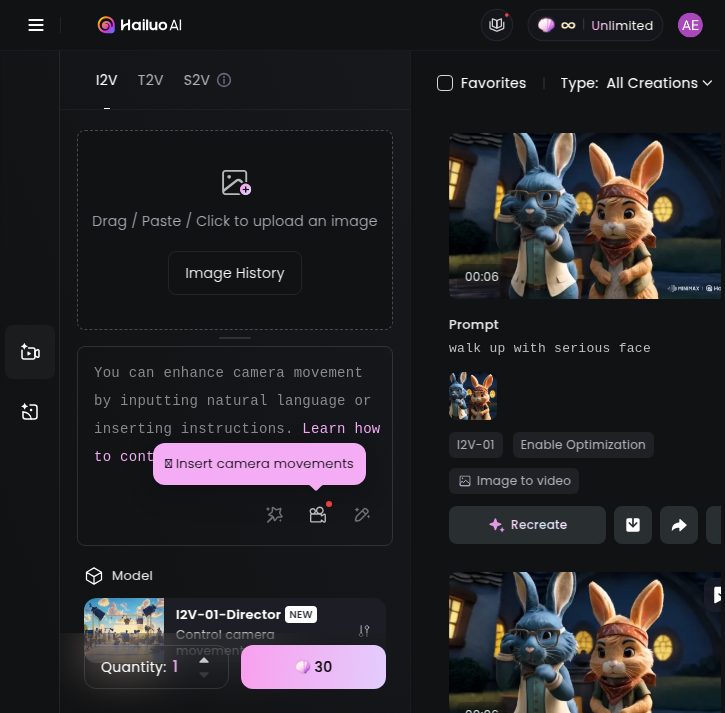 Hailuo AI
∞ Unlimited
AE
I2V T2V S2V
Favorites
Type: All Creations
Drag / Paste / Click to upload an image
Image History
You can enhance camera movement
by inputting natural language or
inserting instructions. Learn how
to cont
Insert camera movements
Model
I2V-01-Director NEW
Control camera
movement
Quantity: 1
30
00:06
MINIMAX
Prompt
walk up with serious face
I2V-01
Enable Optimization
Image to video
Recreate
00:06